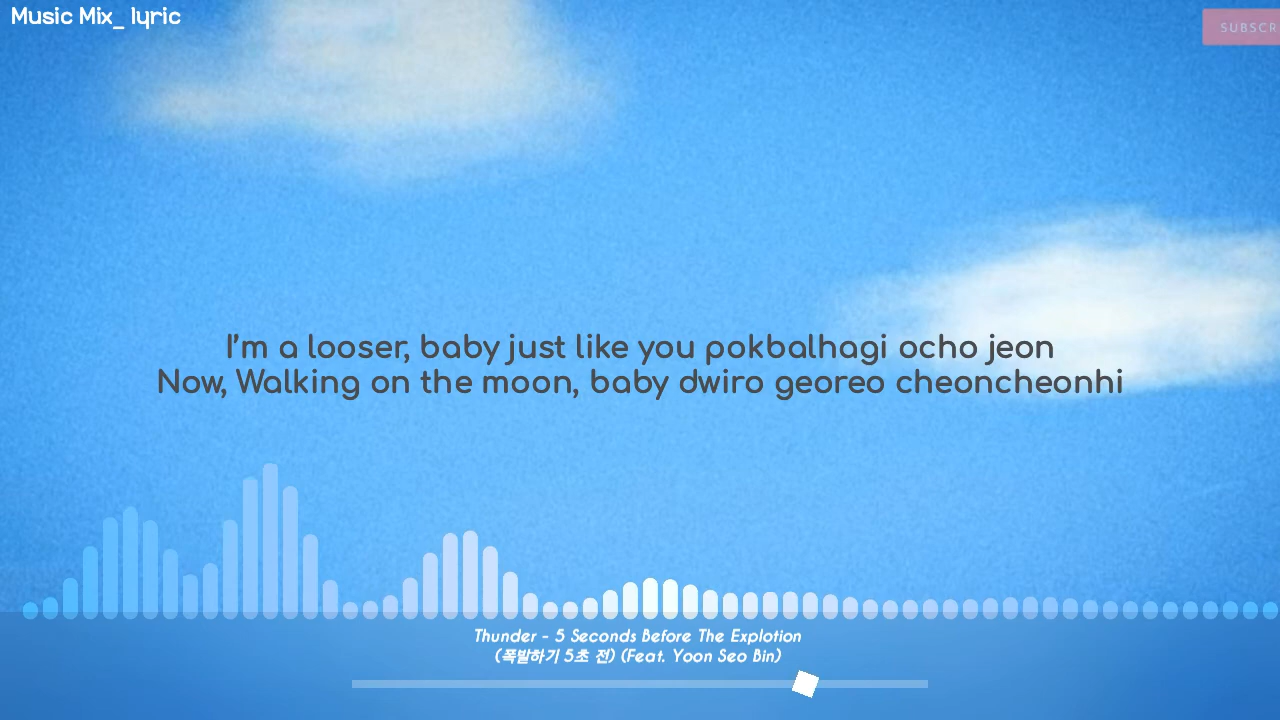 Music Mix_ lyric
SUBSCR
I'm a looser, baby just like you pokbalhagi ocho jeon
Now, Walking on the moon, baby dwiro georeo cheoncheonhi
Thunder - 5 Seconds Before The Explotion
(폭발하기 5초 전) (Feat. Yoon Seo Bin)